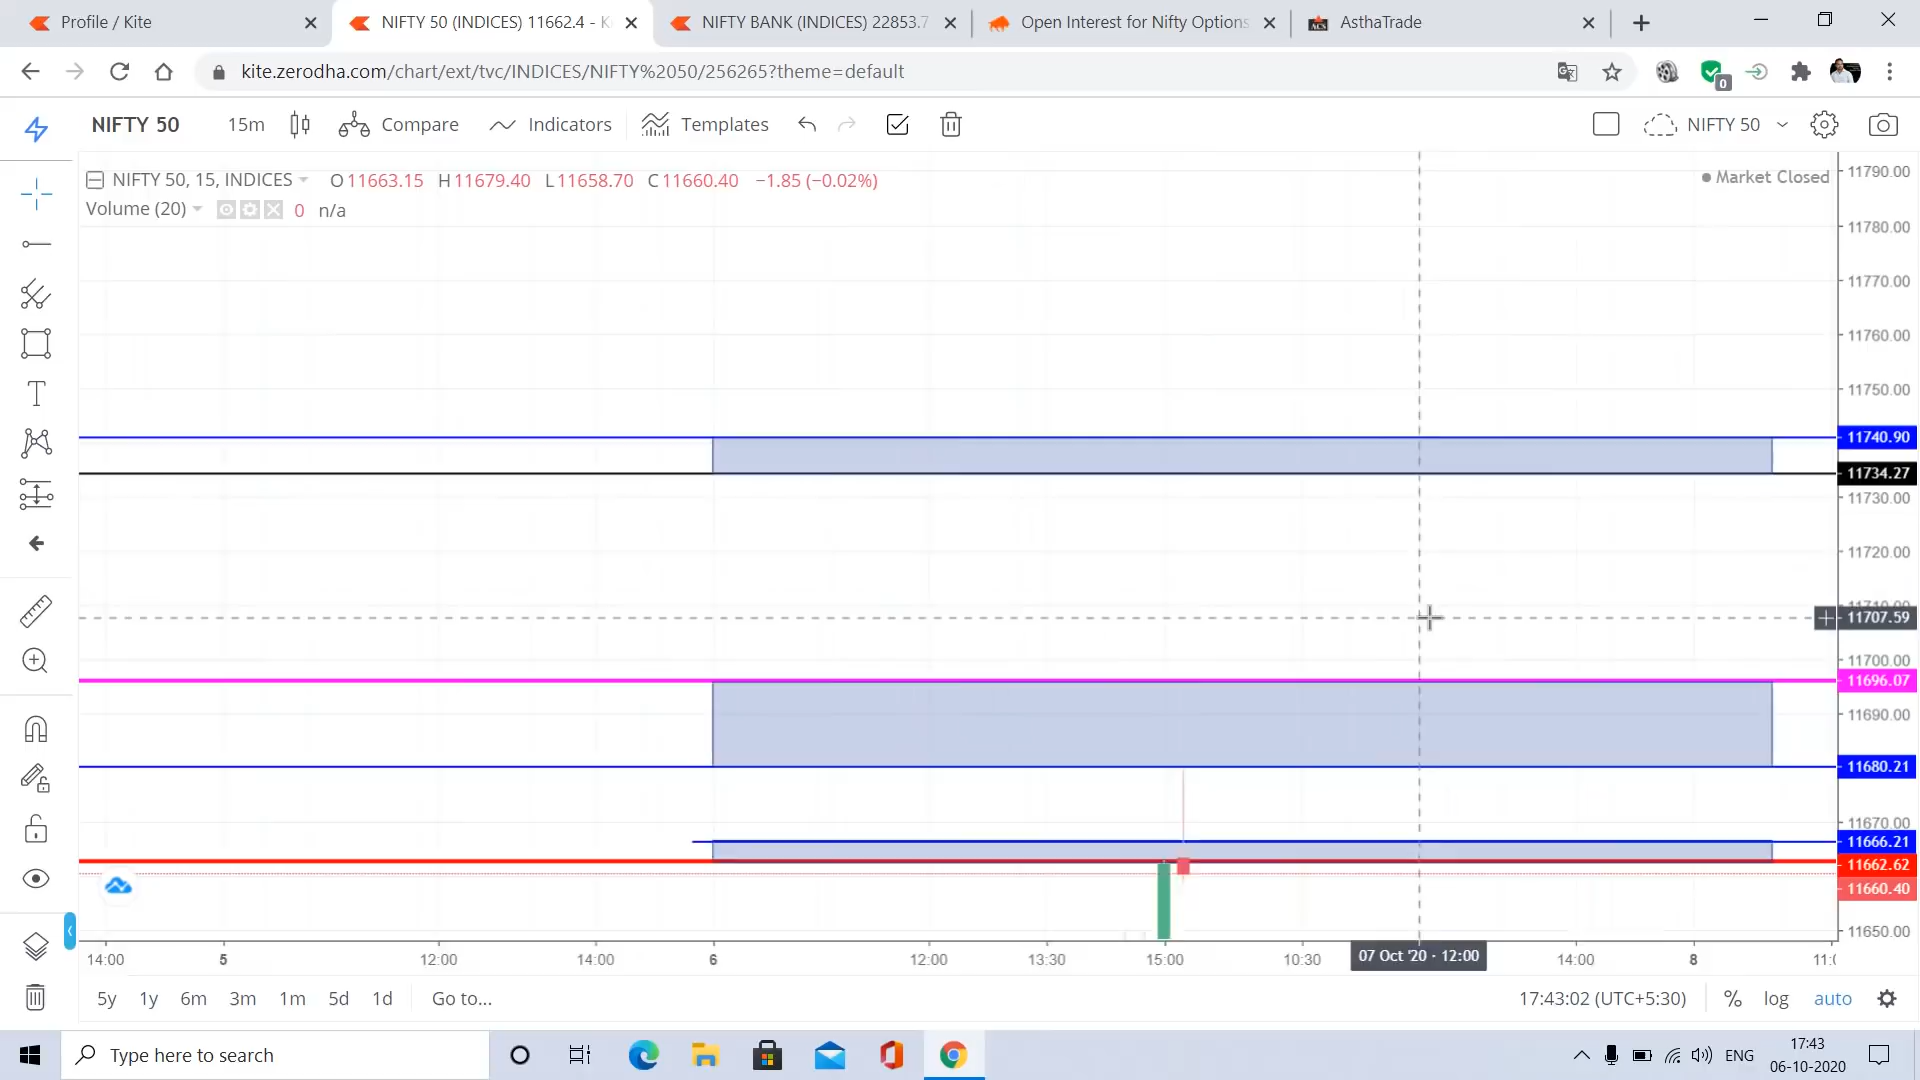 Profile / Kite
NIFTY 50 (INDICES) 11662.4 - K
NIFTY BANK (INDICES) 22853.7
Open Interest for Nifty Options
AsthaTrade
kite.zerodha.com/chart/ext/tvc/INDICES/NIFTY%2050/256265?theme=default
0
NIFTY 50
15m
Compare
Indicators
Templates
NIFTY 50
NIFTY 50, 15, INDICES O 11663.15 H 11679.40 L 11658.70 C 11660.40 −1.85 (−0.02%)
Market Closed
Volume (20) 0 n/a
11790.00
11780.00
11770.00
11760.00
11750.00
11740.90
11734.27
11730.00
11720.00
11710.00
11707.59
11700.00
11696.07
11690.00
11680.21
11670.00
11666.21
11662.62
11660.40
11650.00
14:00 5 12:00 14:00 6 12:00 13:30 15:00 10:30 07 Oct '20 - 12:00 14:00 8 11:0
5y 1y 6m 3m 1m 5d 1d Go to...
17:43:02 (UTC+5:30) % log auto
Type here to search
ENG
17:43
06-10-2020